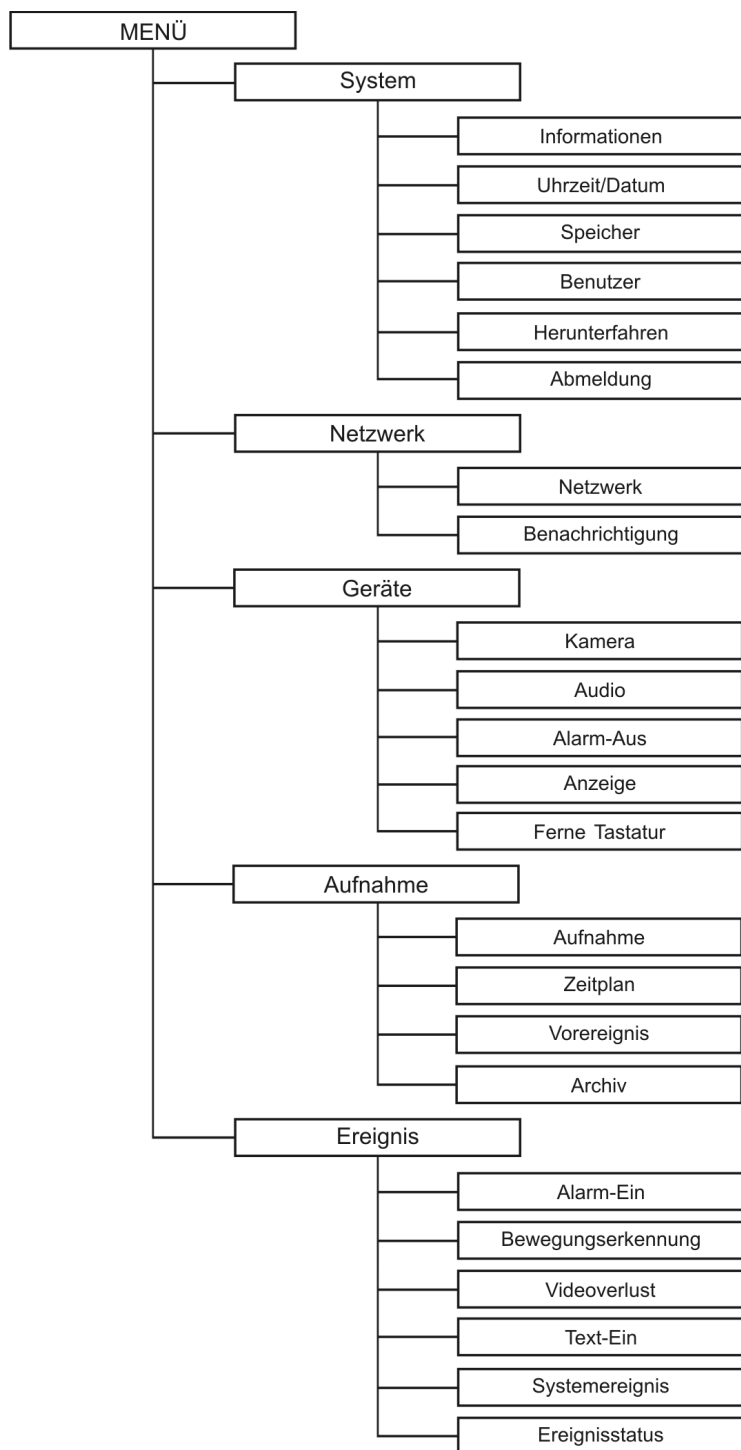 MENÜ
System
Informationen
Uhrzeit/Datum
Speicher
Benutzer
Herunterfahren
Abmeldung
Netzwerk
Netzwerk
Benachrichtigung
Geräte
Kamera
Audio
Alarm-Aus
Anzeige
Ferne Tastatur
Aufnahme
Aufnahme
Zeitplan
Vorereignis
Archiv
Ereignis
Alarm-Ein
Bewegungserkennung
Videoverlust
Text-Ein
Systemereignis
Ereignisstatus